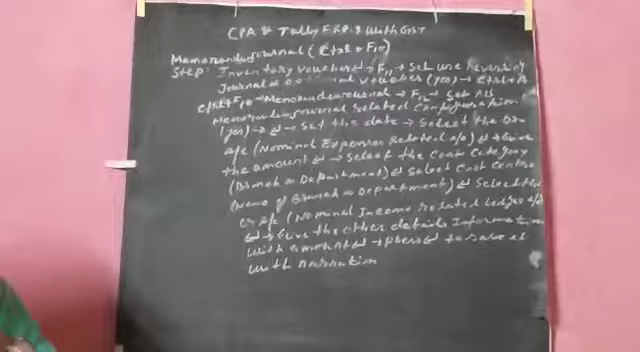 CPA & Tally ERP.9 With GST
Memorandum Journal (Ctrl + F10)
Step: Inventory Vouchers → F11 → Set use Reversing
Journal & voucher (yes) → Ctrl+A
Ctrl+F10 → Memorandum Journal → F12 → Set All
Memorandum Journal Related Configuration
(yes) → ↵ → Set the date → Select the Dr
A/c (Nominal Expenses Related A/c) ↵ → Give
the amount ↵ → Select the Cost Category
(Branch or Department) ↵ Select Cost Centre
(Name of Branch or Department) ↵ Select the
Cr A/c (Nominal Income Related Ledger A/c)
↵ → Give the other details Information
With amount ↵ → Press ↵ to save it
With narration